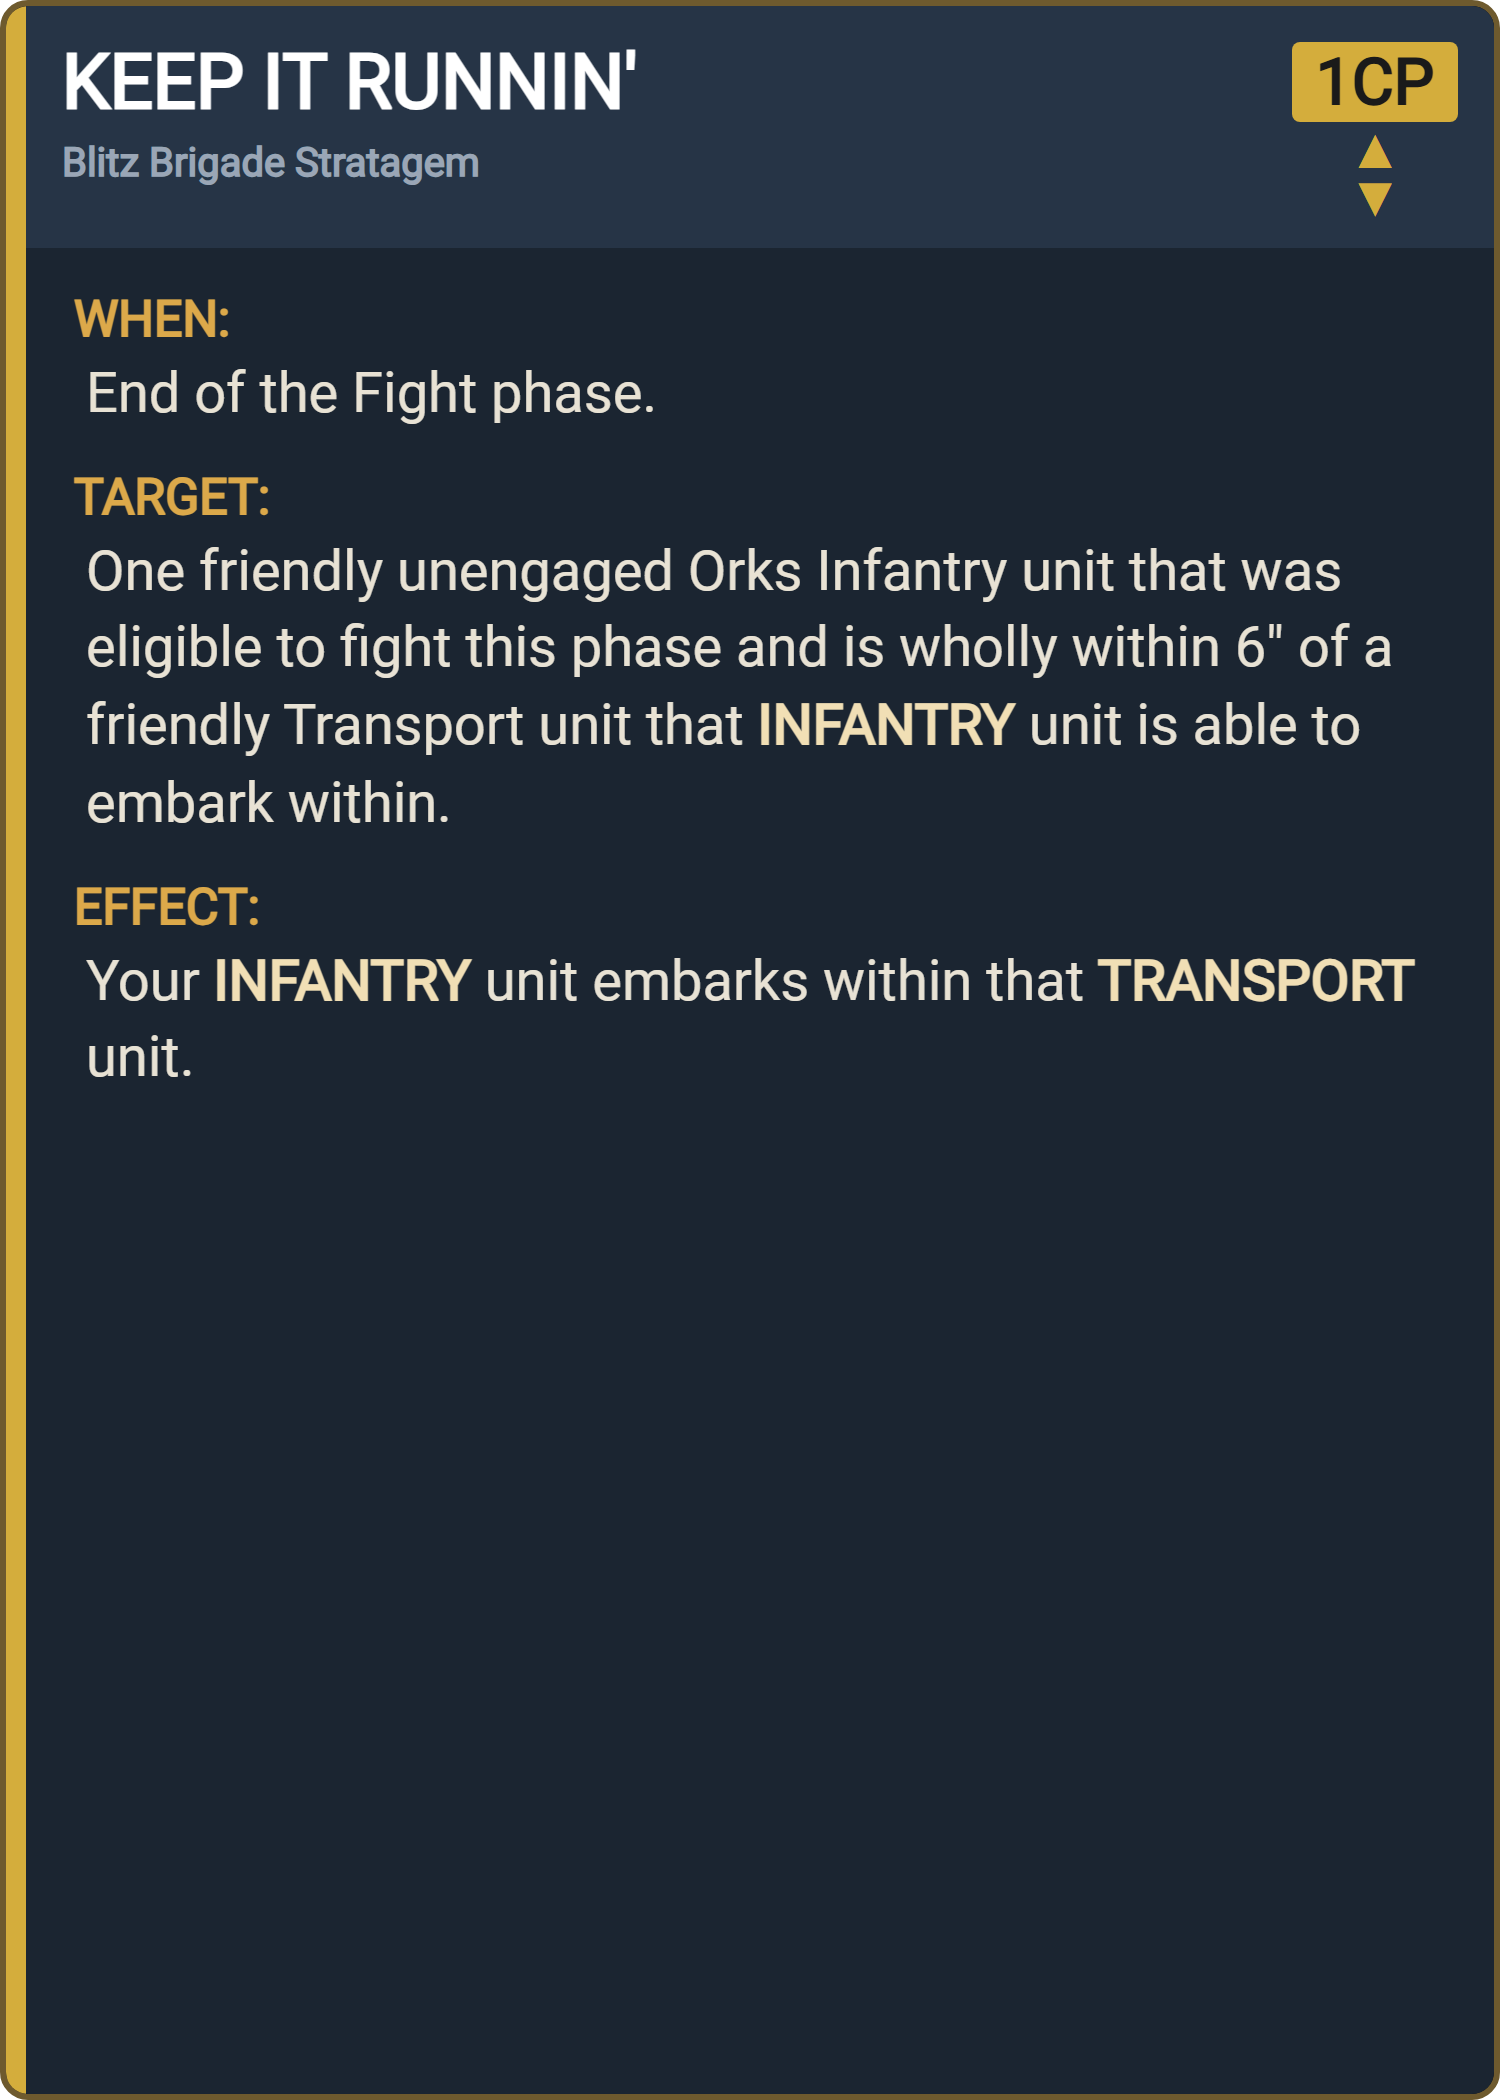 KEEP IT RUNNIN'
1CP
Blitz Brigade Stratagem
▲
▼
WHEN:
End of the Fight phase.
TARGET:
One friendly unengaged Orks Infantry unit that was
eligible to fight this phase and is wholly within 6" of a
friendly Transport unit that INFANTRY unit is able to
embark within.
EFFECT:
Your INFANTRY unit embarks within that TRANSPORT
unit.